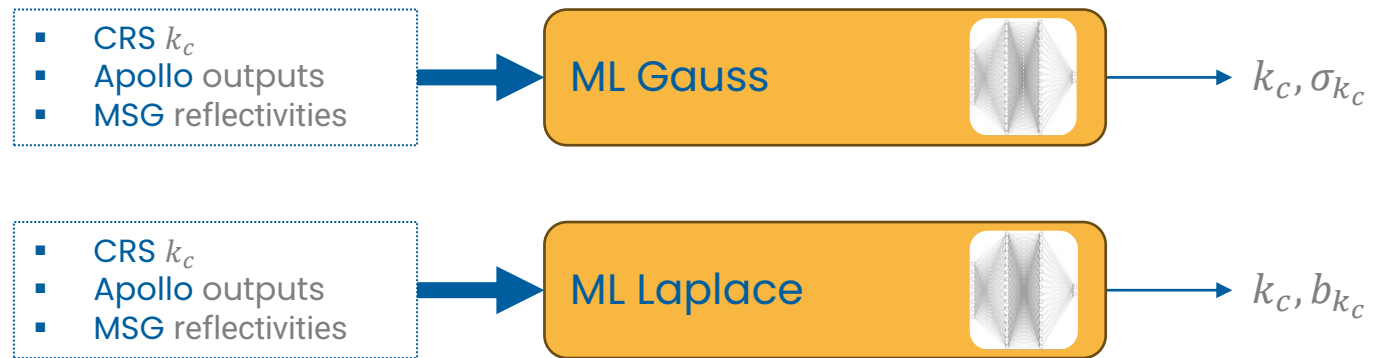 ▪ CRS k_c
▪ Apollo outputs
▪ MSG reflectivities
ML Gauss
k_c, σ_{k_c}
▪ CRS k_c
▪ Apollo outputs
▪ MSG reflectivities
ML Laplace
k_c, b_{k_c}